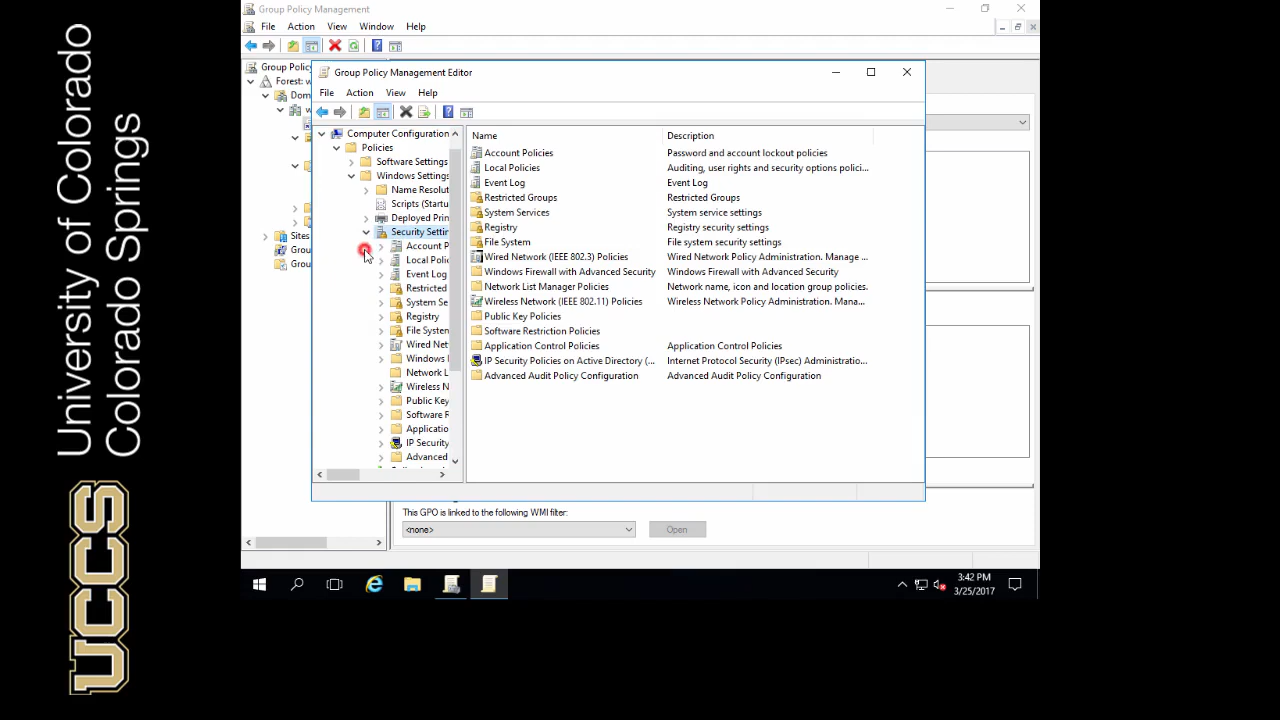 University of Colorado
Colorado Springs
UCCS
Group Policy Management
File Action View Window Help
Group Policy
Forest: w
Dom
w
Sites
Grou
Grou
Group Policy Management Editor
File Action View Help
Computer Configuration
Policies
Software Settings
Windows Setting
Name Resolut
Scripts (Startu
Deployed Prin
Security Settin
Account P
Local Polic
Event Log
Restricted
System Se
Registry
File System
Wired Net
Windows
Network L
Wireless N
Public Key
Software R
Applicatio
IP Security
Advanced
Name Description
Account Policies Password and account lockout policies
Local Policies Auditing, user rights and security options polici...
Event Log Event Log
Restricted Groups Restricted Groups
System Services System service settings
Registry Registry security settings
File System File system security settings
Wired Network (IEEE 802.3) Policies Wired Network Policy Administration. Manage ...
Windows Firewall with Advanced Security Windows Firewall with Advanced Security
Network List Manager Policies Network name, icon and location group policies.
Wireless Network (IEEE 802.11) Policies Wireless Network Policy Administration. Mana...
Public Key Policies
Software Restriction Policies
Application Control Policies Application Control Policies
IP Security Policies on Active Directory (... Internet Protocol Security (IPsec) Administratio...
Advanced Audit Policy Configuration Advanced Audit Policy Configuration
This GPO is linked to the following WMI filter:
<none> Open
3:42 PM
3/25/2017